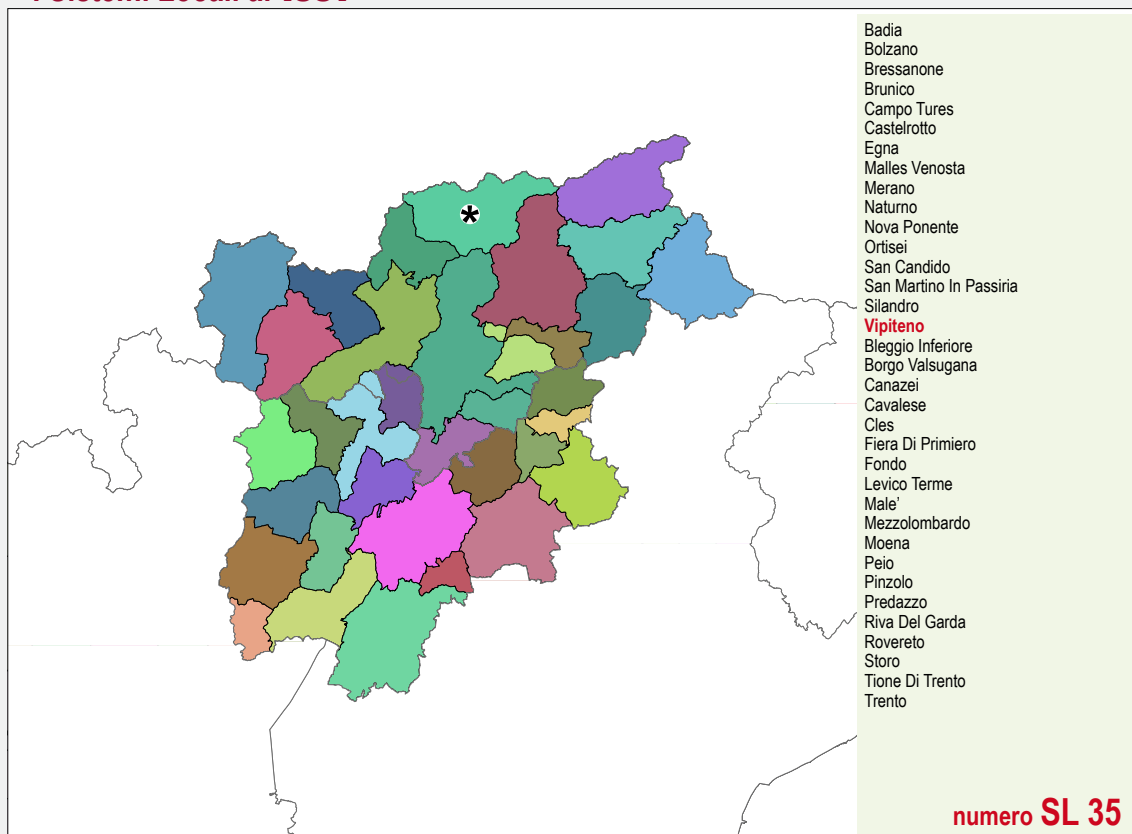 Badia
Bolzano
Bressanone
Brunico
Campo Tures
Castelrotto
Egna
Malles Venosta
Merano
Naturno
Nova Ponente
Ortisei
San Candido
San Martino In Passiria
Silandro
Vipiteno
Bleggio Inferiore
Borgo Valsugana
Canazei
Cavalese
Cles
Fiera Di Primiero
Fondo
Levico Terme
Male’
Mezzolombardo
Moena
Peio
Pinzolo
Predazzo
Riva Del Garda
Rovereto
Storo
Tione Di Trento
Trento
*
numero SL 35